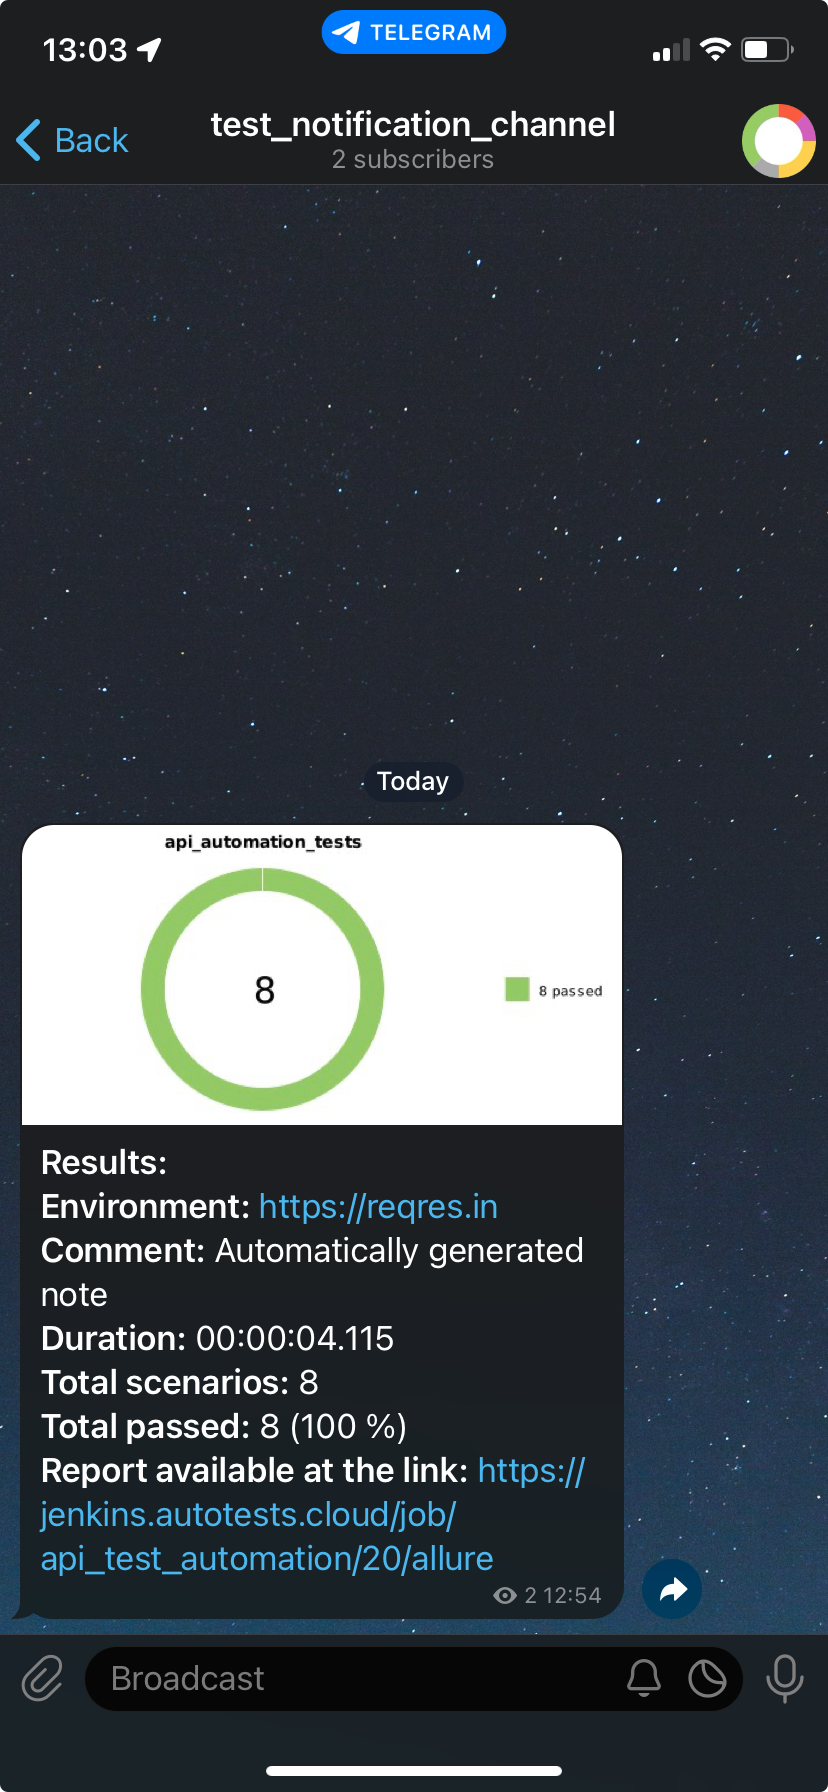 13:03
TELEGRAM
Back
test_notification_channel
2 subscribers
Today
api_automation_tests
8
8 passed
Results:
Environment: https://reqres.in
Comment: Automatically generated
note
Duration: 00:00:04.115
Total scenarios: 8
Total passed: 8 (100 %)
Report available at the link: https://
jenkins.autotests.cloud/job/
api_test_automation/20/allure
2 12:54
Broadcast